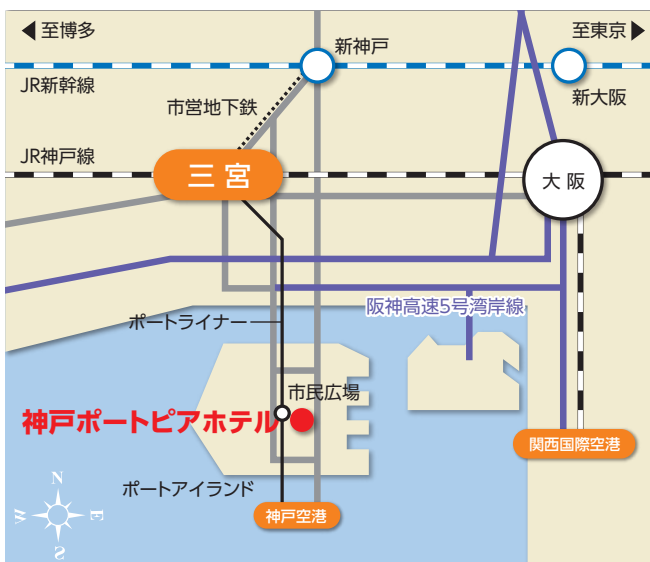 至博多
至東京
新神戸
JR新幹線
新大阪
市営地下鉄
JR神戸線
三宮
大阪
阪神高速5号湾岸線
ポートライナー
市民広場
神戸ポートピアホテル
関西国際空港
ポートアイランド
神戸空港
N
W
E
S